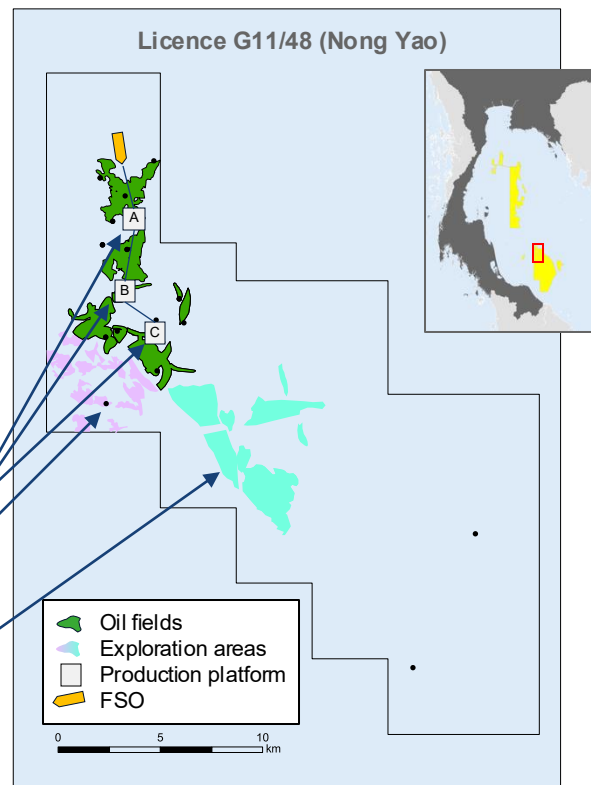 Licence G11/48 (Nong Yao)
A
B
C
Oil fields
Exploration areas
Production platform
FSO
0 5 10
km